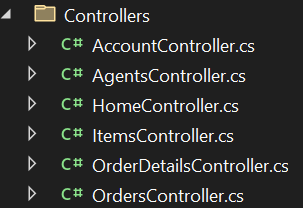 Controllers
C# AccountController.cs
C# AgentsController.cs
C# HomeController.cs
C# ItemsController.cs
C# OrderDetailsController.cs
C# OrdersController.cs